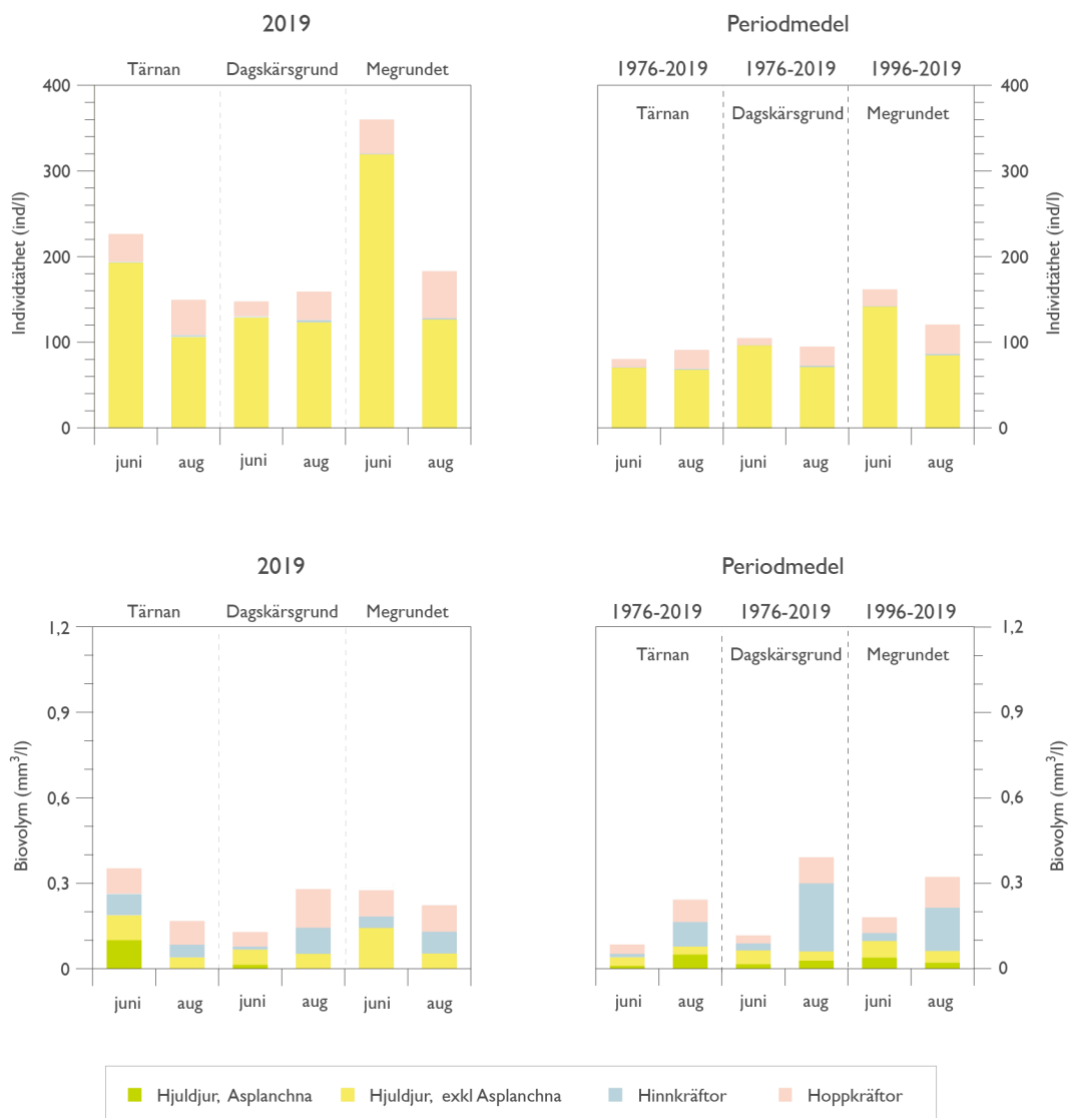 2019
Periodmedel
Tärnan Dagskärsgrund Megrundet
1976-2019 1976-2019 1996-2019
Tärnan Dagskärsgrund Megrundet
Individtäthet (ind/l)
400
300
200
100
0
400
300
200
100
0
Individtäthet (ind/l)
juni aug juni aug juni aug
juni aug juni aug juni aug
2019
Periodmedel
Tärnan Dagskärsgrund Megrundet
1976-2019 1976-2019 1996-2019
Tärnan Dagskärsgrund Megrundet
Biovolym (mm³/l)
1,2
0,9
0,6
0,3
0
1,2
0,9
0,6
0,3
0
Biovolym (mm³/l)
juni aug juni aug juni aug
juni aug juni aug juni aug
Hjuldjur, Asplanchna Hjuldjur, exkl Asplanchna Hinnkräftor Hoppkräftor